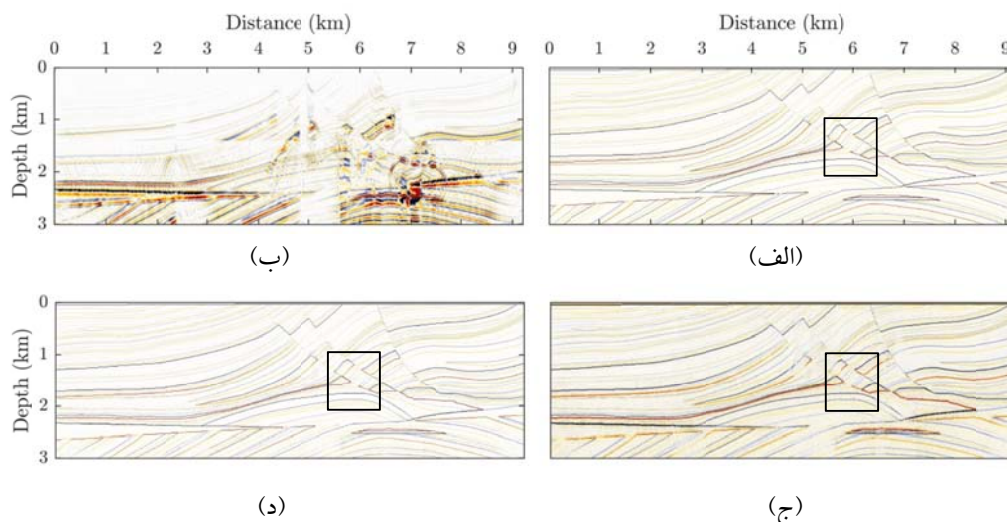 Distance (km) Distance (km)
0 1 2 3 4 5 6 7 8 9 0 1 2 3 4 5 6 7 8 9
Depth (km)
0
1
2
3
(ب) (الف)
Depth (km)
0
1
2
3
(د) (ج)